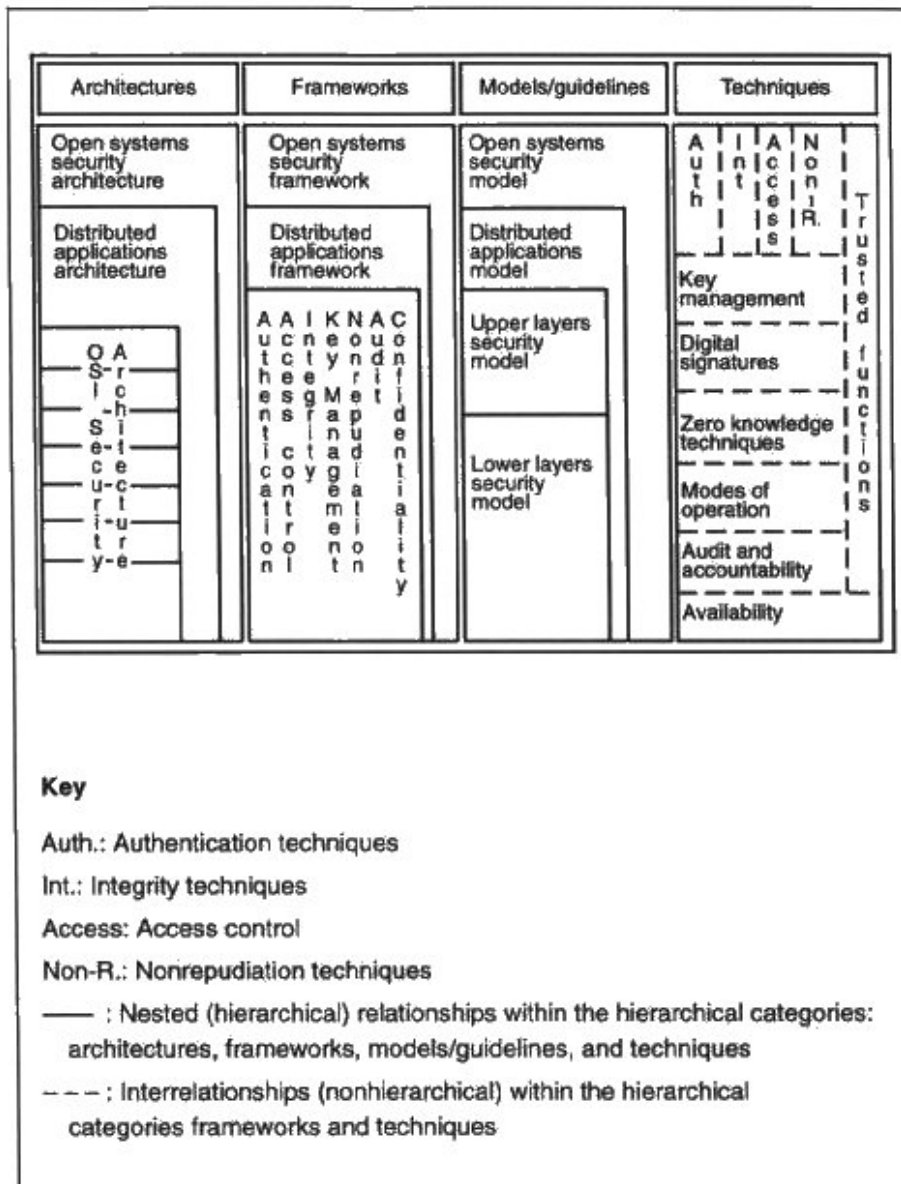 Architectures
Frameworks
Models/guidelines
Techniques
Open systems
security
architecture
Distributed
applications
architecture
OSI Security
Architecture
Open systems
security
framework
Distributed
applications
framework
Authentication
Access control
Integrity
Key Management
Nonrepudiation
Audit
Confidentiality
Open systems
security
model
Distributed
applications
model
Upper layers
security
model
Lower layers
security
model
Auth
Int
Access
Non-R.
Trusted functions
Key
management
Digital
signatures
Zero knowledge
techniques
Modes of
operation
Audit and
accountability
Availability
Key
Auth.: Authentication techniques
Int.: Integrity techniques
Access: Access control
Non-R.: Nonrepudiation techniques
—— : Nested (hierarchical) relationships within the hierarchical categories:
architectures, frameworks, models/guidelines, and techniques
– – – : Interrelationships (nonhierarchical) within the hierarchical
categories frameworks and techniques